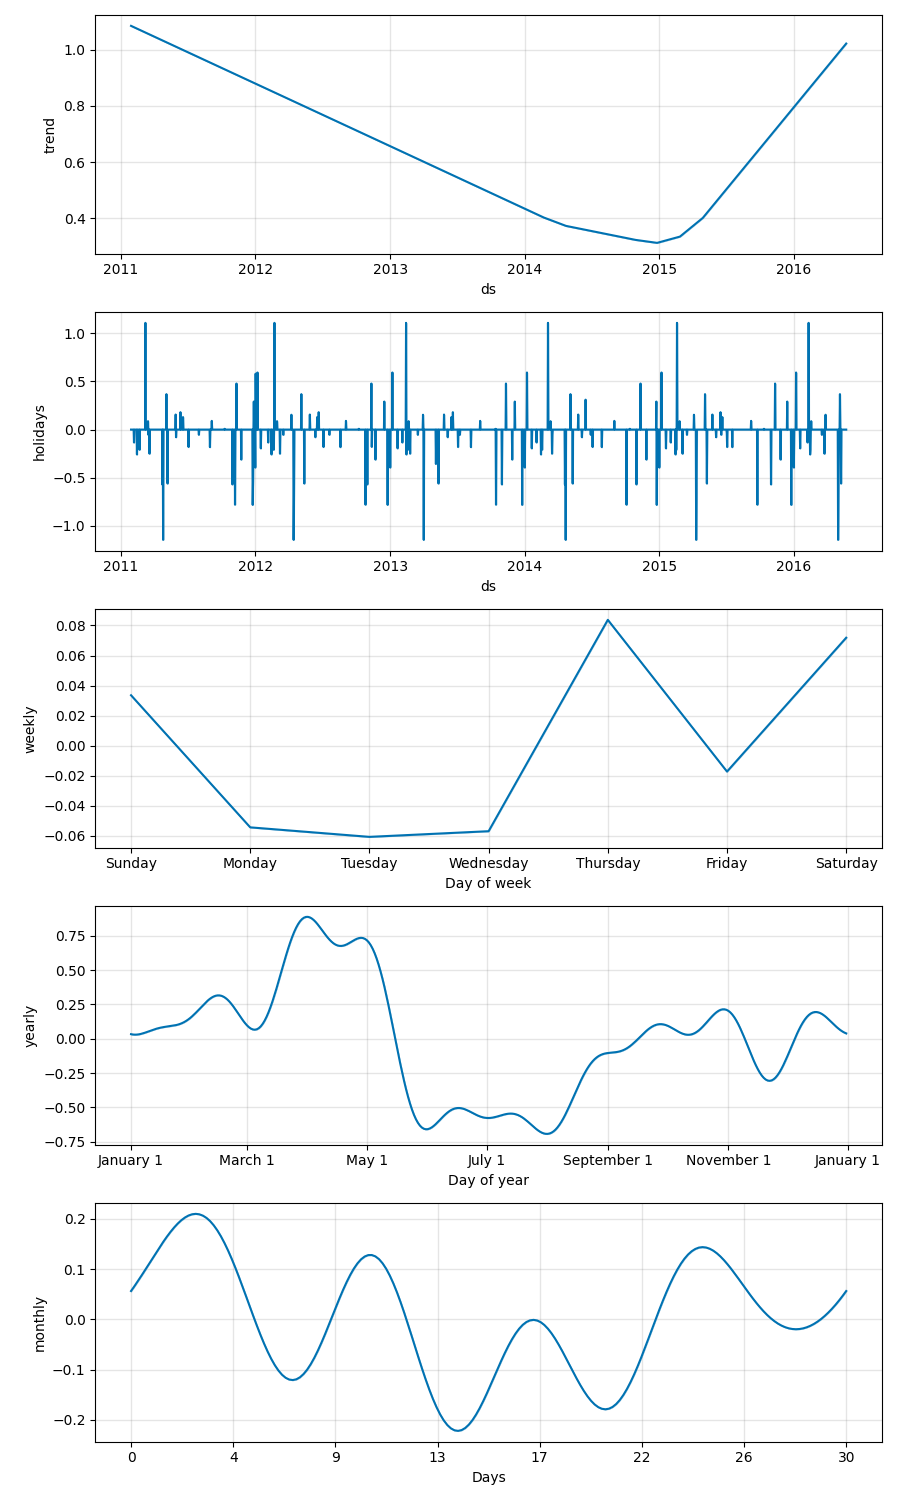 1.0
0.8
0.6
0.4
trend
2011 2012 2013 2014 2015 2016
ds
1.0
0.5
0.0
−0.5
−1.0
holidays
2011 2012 2013 2014 2015 2016
ds
0.08
0.06
0.04
0.02
0.00
−0.02
−0.04
−0.06
weekly
Sunday Monday Tuesday Wednesday Thursday Friday Saturday
Day of week
0.75
0.50
0.25
0.00
−0.25
−0.50
−0.75
yearly
January 1 March 1 May 1 July 1 September 1 November 1 January 1
Day of year
0.2
0.1
0.0
−0.1
−0.2
monthly
0 4 9 13 17 22 26 30
Days